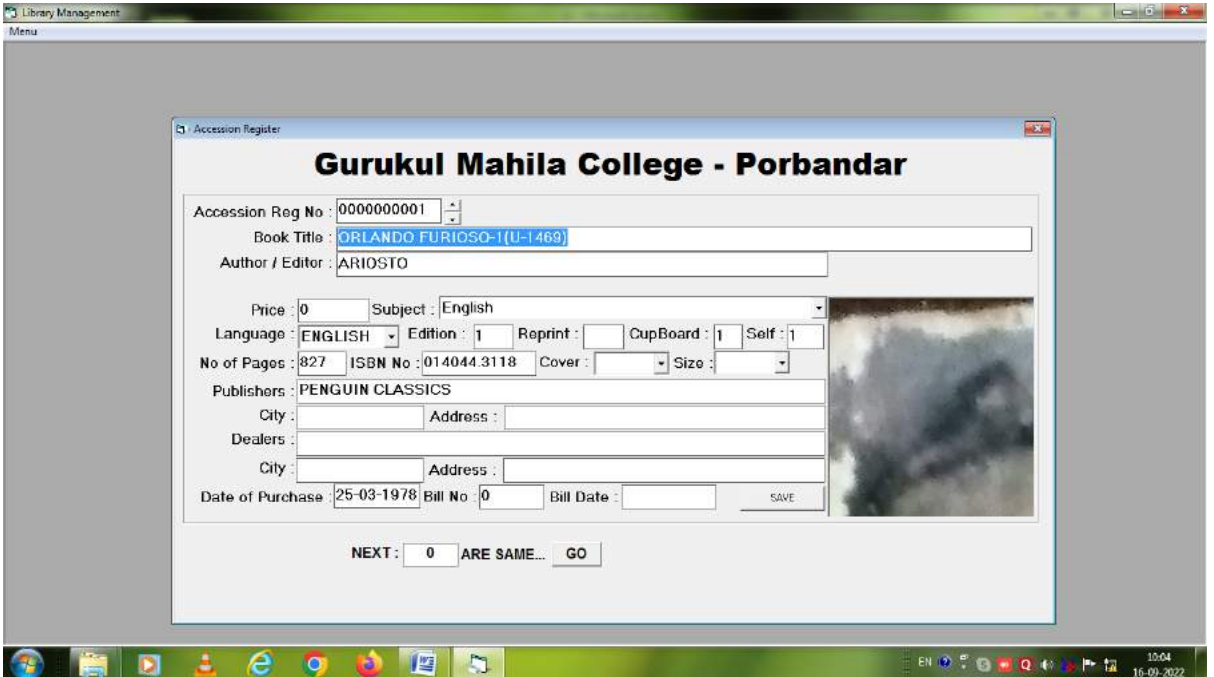 Library Management
Menu
Accession Register
Gurukul Mahila College - Porbandar
Accession Reg No : 0000000001
Book Title : ORLANDO FURIOSO-1(U-1469)
Author / Editor : ARIOSTO
Price : 0 Subject : English
Language : ENGLISH Edition : 1 Reprint : CupBoard : 1 Self : 1
No of Pages : 827 ISBN No : 014044.3118 Cover : Size :
Publishers : PENGUIN CLASSICS
City : Address :
Dealers :
City : Address :
Date of Purchase : 25-03-1978 Bill No : 0 Bill Date : SAVE
NEXT : 0 ARE SAME... GO
EN 10:04
16-09-2022